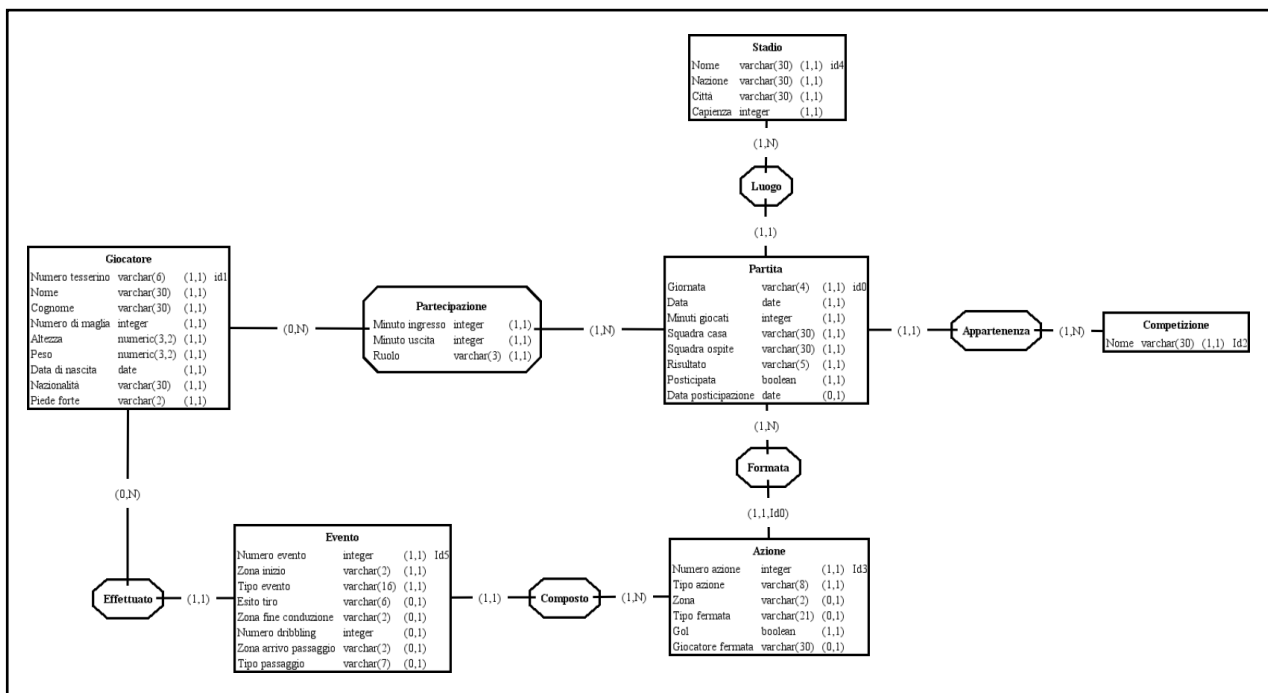 Stadio
Nome varchar(30) (1,1) id4
Nazione varchar(30) (1,1)
Città varchar(30) (1,1)
Capienza integer (1,1)
(1,N)
Luogo
(1,1)
Giocatore
Numero tesserino varchar(6) (1,1) id1
Nome varchar(30) (1,1)
Cognome varchar(30) (1,1)
Numero di maglia integer (1,1)
Altezza numeric(3,2) (1,1)
Peso numeric(3,2) (1,1)
Data di nascita date (1,1)
Nazionalità varchar(30) (1,1)
Piede forte varchar(2) (1,1)
(0,N)
Partecipazione
Minuto ingresso integer (1,1)
Minuto uscita integer (1,1)
Ruolo varchar(3) (1,1)
(1,N)
Partita
Giornata varchar(4) (1,1) id0
Data date (1,1)
Minuti giocati integer (1,1)
Squadra casa varchar(30) (1,1)
Squadra ospite varchar(30) (1,1)
Risultato varchar(5) (1,1)
Posticipata boolean (1,1)
Data posticipazione date (0,1)
(1,1)
Appartenenza
(1,N)
Competizione
Nome varchar(30) (1,1) Id2
(1,N)
Formata
(1,1,Id0)
(0,N)
Effettuato
(1,1)
Evento
Numero evento integer (1,1) Id5
Zona inizio varchar(2) (1,1)
Tipo evento varchar(16) (1,1)
Esito tiro varchar(6) (0,1)
Zona fine conduzione varchar(2) (0,1)
Numero dribbling integer (0,1)
Zona arrivo passaggio varchar(2) (0,1)
Tipo passaggio varchar(7) (0,1)
(1,1)
Composto
(1,N)
Azione
Numero azione integer (1,1) Id3
Tipo azione varchar(8) (1,1)
Zona varchar(2) (0,1)
Tipo fermata varchar(21) (0,1)
Gol boolean (1,1)
Giocatore fermata varchar(30) (0,1)